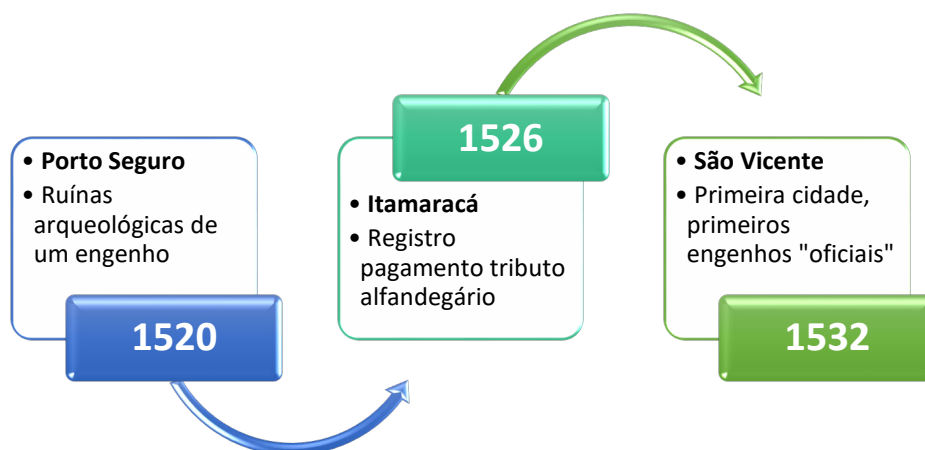 • Porto Seguro
• Ruínas
arqueológicas de
um engenho
1520
1526
• Itamaracá
• Registro
pagamento tributo
alfandegário
• São Vicente
• Primeira cidade,
primeiros
engenhos "oficiais"
1532